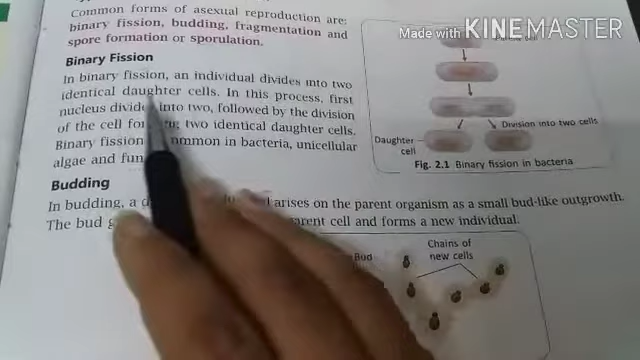 Common forms of asexual reproduction are:
binary fission, budding, fragmentation and
spore formation or sporulation.
Binary Fission
In binary fission, an individual divides into two
identical daughter cells. In this process, first
nucleus divide into two, followed by the division
of the cell two identical daughter cells.
Binary fission in bacteria, unicellular
algae and
Budding
In budding, a arises on the parent organism as a small bud-like outgrowth.
The bud cell and forms a new individual.
Made with KINEMASTER
Division into two cells
Daughter
cell
Fig. 2.1 Binary fission in bacteria
Bud
Chains of
new cells